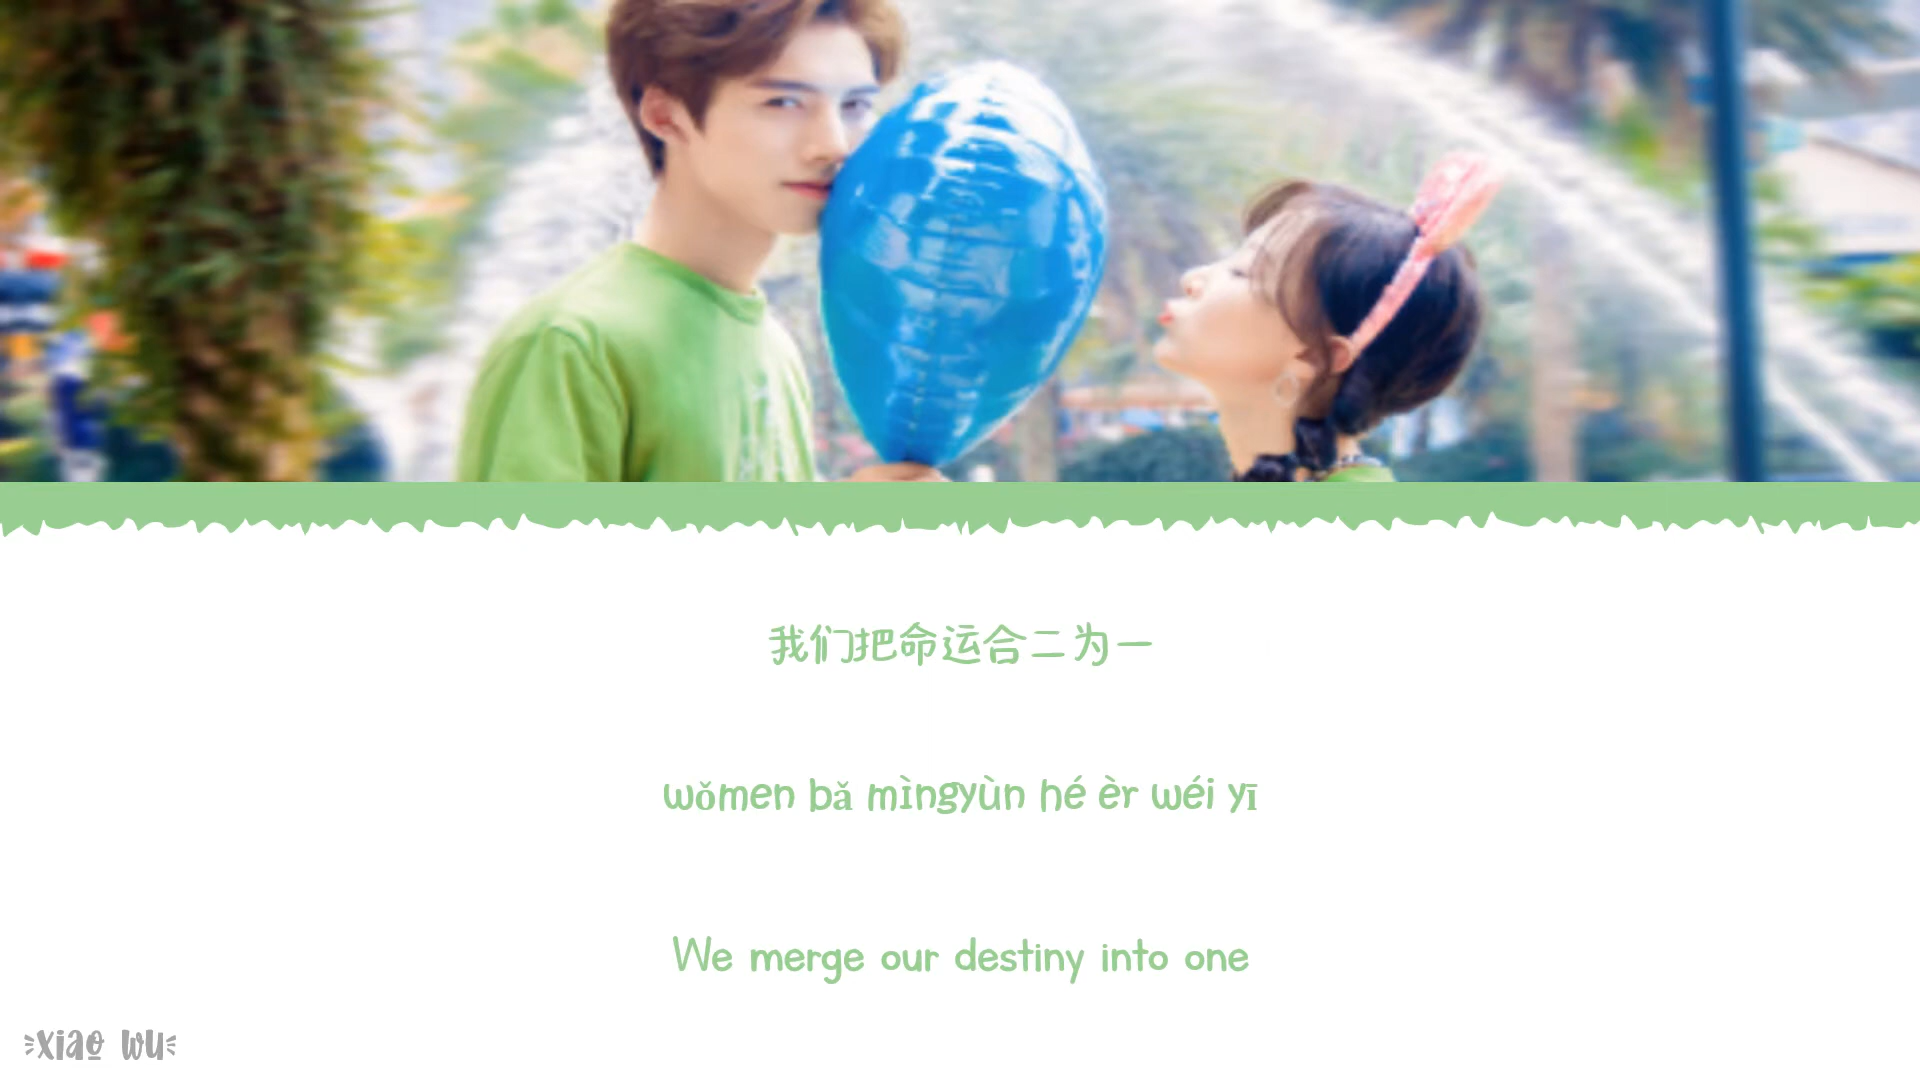 我们把命运合二为一
wǒmen bǎ mìngyùn hé èr wéi yī
We merge our destiny into one
xiao wu